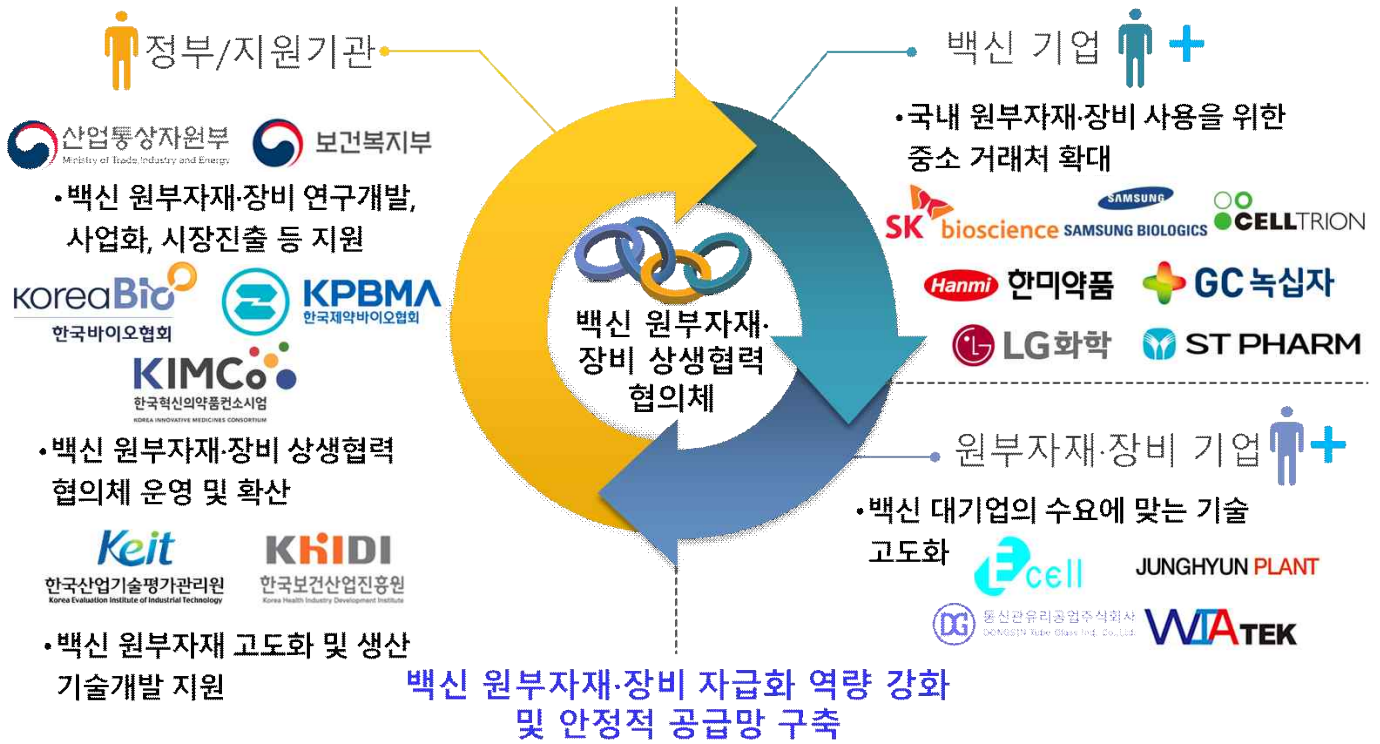 정부/지원기관
산업통상자원부
Ministry of Trade, Industry and Energy
보건복지부
•백신 원부자재·장비 연구개발,
사업화, 시장진출 등 지원
KoreaBio
한국바이오협회
KPBMA
한국제약바이오협회
KIMCo
한국혁신의약품컨소시엄
KOREA INNOVATIVE MEDICINES CONSORTIUM
•백신 원부자재·장비 상생협력
협의체 운영 및 확산
Keit
한국산업기술평가관리원
Korea Evaluation Institute of Industrial Technology
KHIDI
한국보건산업진흥원
Korea Health Industry Development Institute
•백신 원부자재 고도화 및 생산
기술개발 지원
백신 원부자재·
장비 상생협력
협의체
백신 기업
•국내 원부자재·장비 사용을 위한
중소 거래처 확대
SK bioscience
SAMSUNG
SAMSUNG BIOLOGICS
CELLTRION
Hanmi 한미약품
GC 녹십자
LG화학
ST PHARM
원부자재·장비 기업
•백신 대기업의 수요에 맞는 기술
고도화
Ecell
JUNGHYUN PLANT
DG 통신관유리공업주식회사
DONGSIN Tube Glass Ind. Co.,Ltd.
WIATEK
백신 원부자재·장비 자급화 역량 강화
및 안정적 공급망 구축